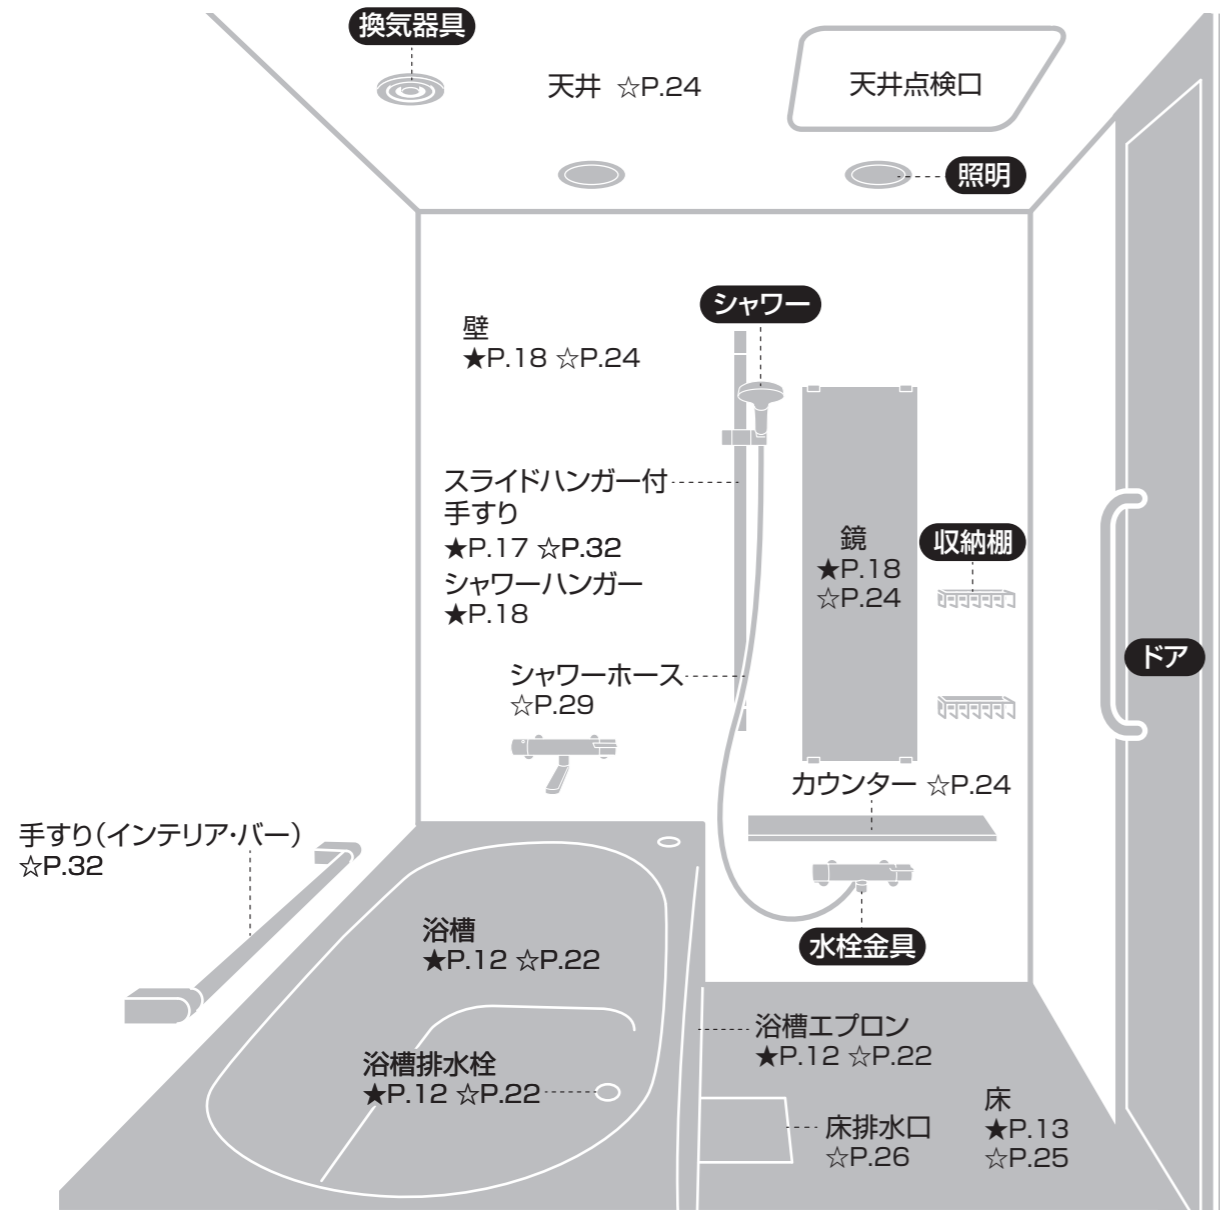 換気器具
天井 ☆P.24
天井点検口
照明
シャワー
壁
★P.18 ☆P.24
スライドハンガー付
手すり
★P.17 ☆P.32
シャワーハンガー
★P.18
鏡
★P.18
☆P.24
収納棚
ドア
シャワーホース
☆P.29
カウンター ☆P.24
手すり（インテリア・バー）
☆P.32
浴槽
★P.12 ☆P.22
水栓金具
浴槽エプロン
★P.12 ☆P.22
浴槽排水栓
★P.12 ☆P.22
床排水口
☆P.26
床
★P.13
☆P.25